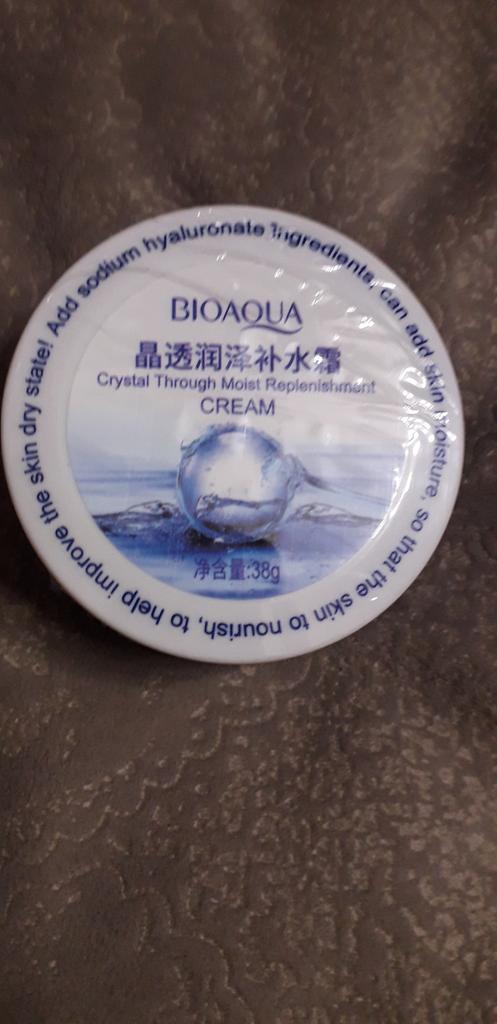 BIOAQUA
晶透润泽补水霜
Crystal Through Moist Replenishment
CREAM
净含量:38g
Add sodium hyaluronate Ingredients, can add skin moisture, so that the skin to nourish, to help improve the skin dry state!